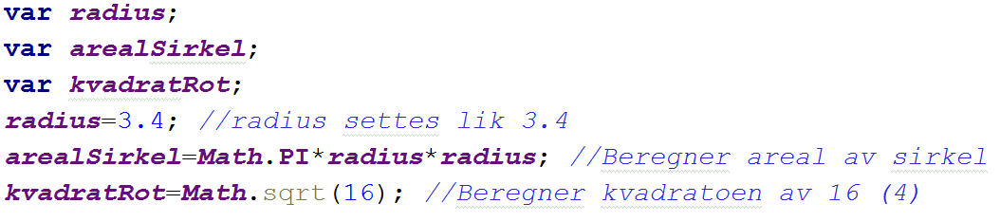 var radius;
var arealSirkel;
var kvadratRot;
radius=3.4; //radius settes lik 3.4
arealSirkel=Math.PI*radius*radius; //Beregner areal av sirkel
kvadratRot=Math.sqrt(16); //Beregner kvadratoen av 16 (4)